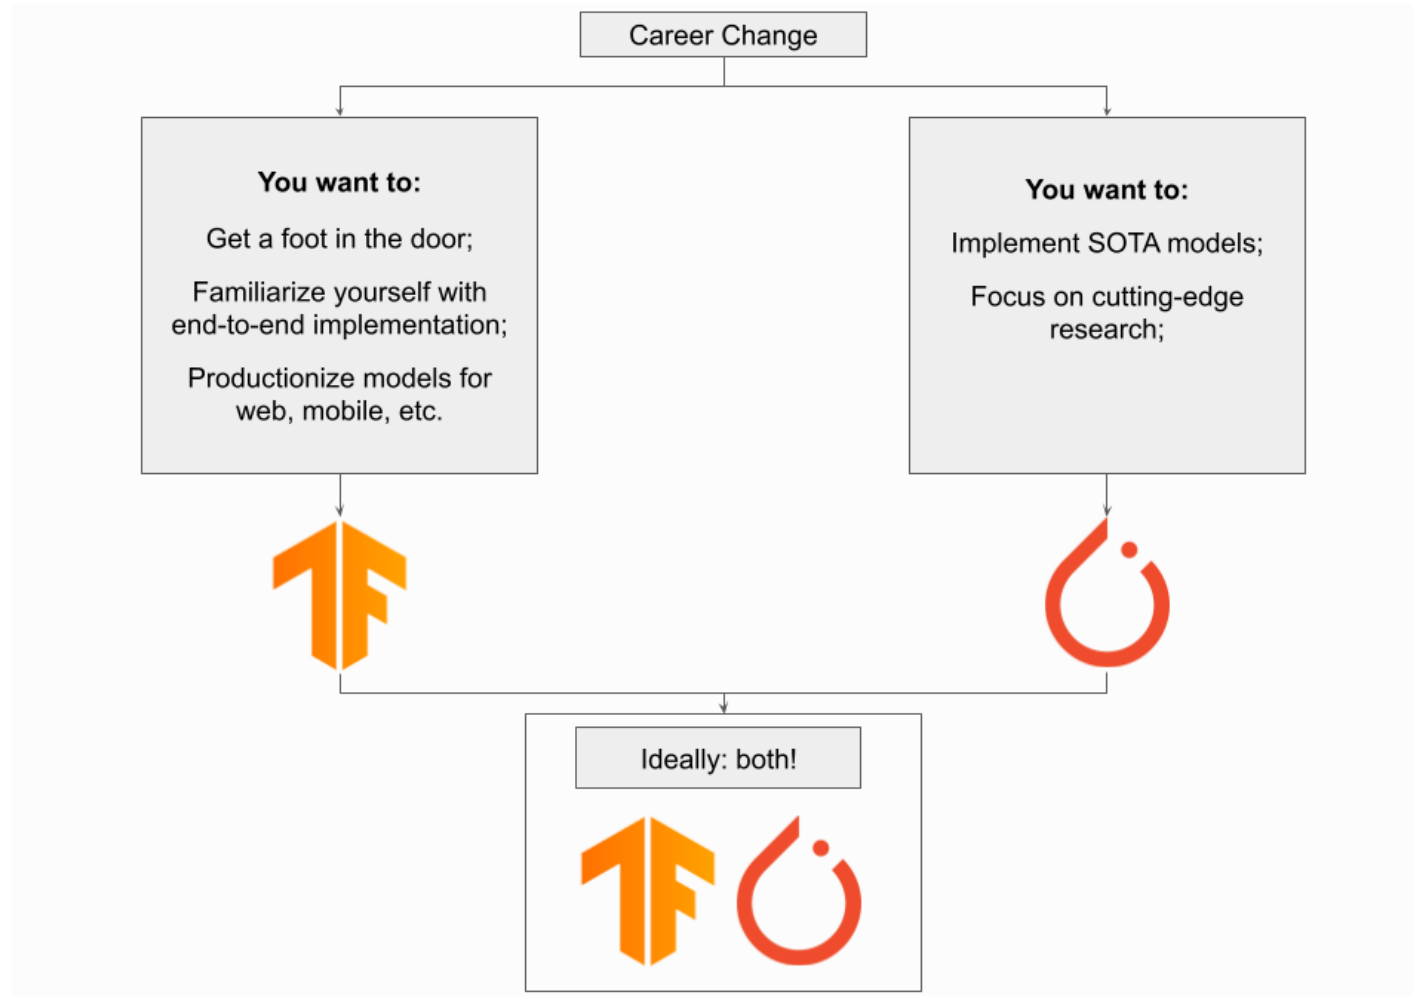 Career Change
You want to:
Get a foot in the door;
Familiarize yourself with
end-to-end implementation;
Productionize models for
web, mobile, etc.
You want to:
Implement SOTA models;
Focus on cutting-edge
research;
Ideally: both!